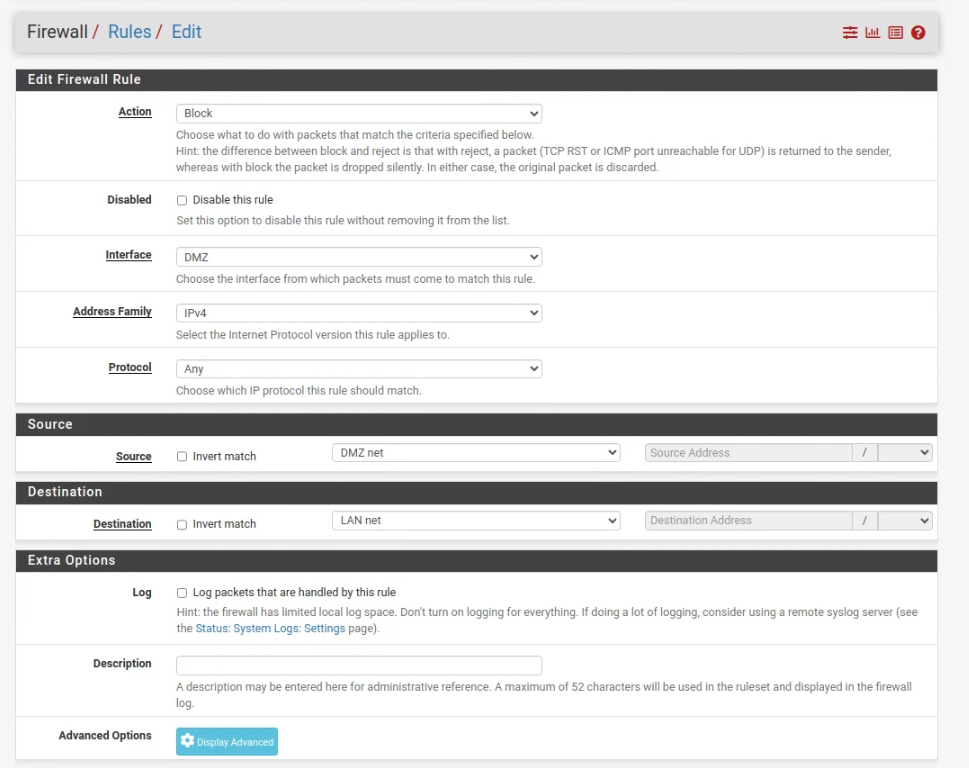 Firewall / Rules / Edit
Edit Firewall Rule
Action
Block
Choose what to do with packets that match the criteria specified below.
Hint: the difference between block and reject is that with reject, a packet (TCP RST or ICMP port unreachable for UDP) is returned to the sender,
whereas with block the packet is dropped silently. In either case, the original packet is discarded.
Disabled
Disable this rule
Set this option to disable this rule without removing it from the list.
Interface
DMZ
Choose the interface from which packets must come to match this rule.
Address Family
IPv4
Select the Internet Protocol version this rule applies to.
Protocol
Any
Choose which IP protocol this rule should match.
Source
Source
Invert match
DMZ net
Source Address
/
Destination
Destination
Invert match
LAN net
Destination Address
/
Extra Options
Log
Log packets that are handled by this rule
Hint: the firewall has limited local log space. Don't turn on logging for everything. If doing a lot of logging, consider using a remote syslog server (see
the Status: System Logs: Settings page).
Description
A description may be entered here for administrative reference. A maximum of 52 characters will be used in the ruleset and displayed in the firewall
log.
Advanced Options
Display Advanced